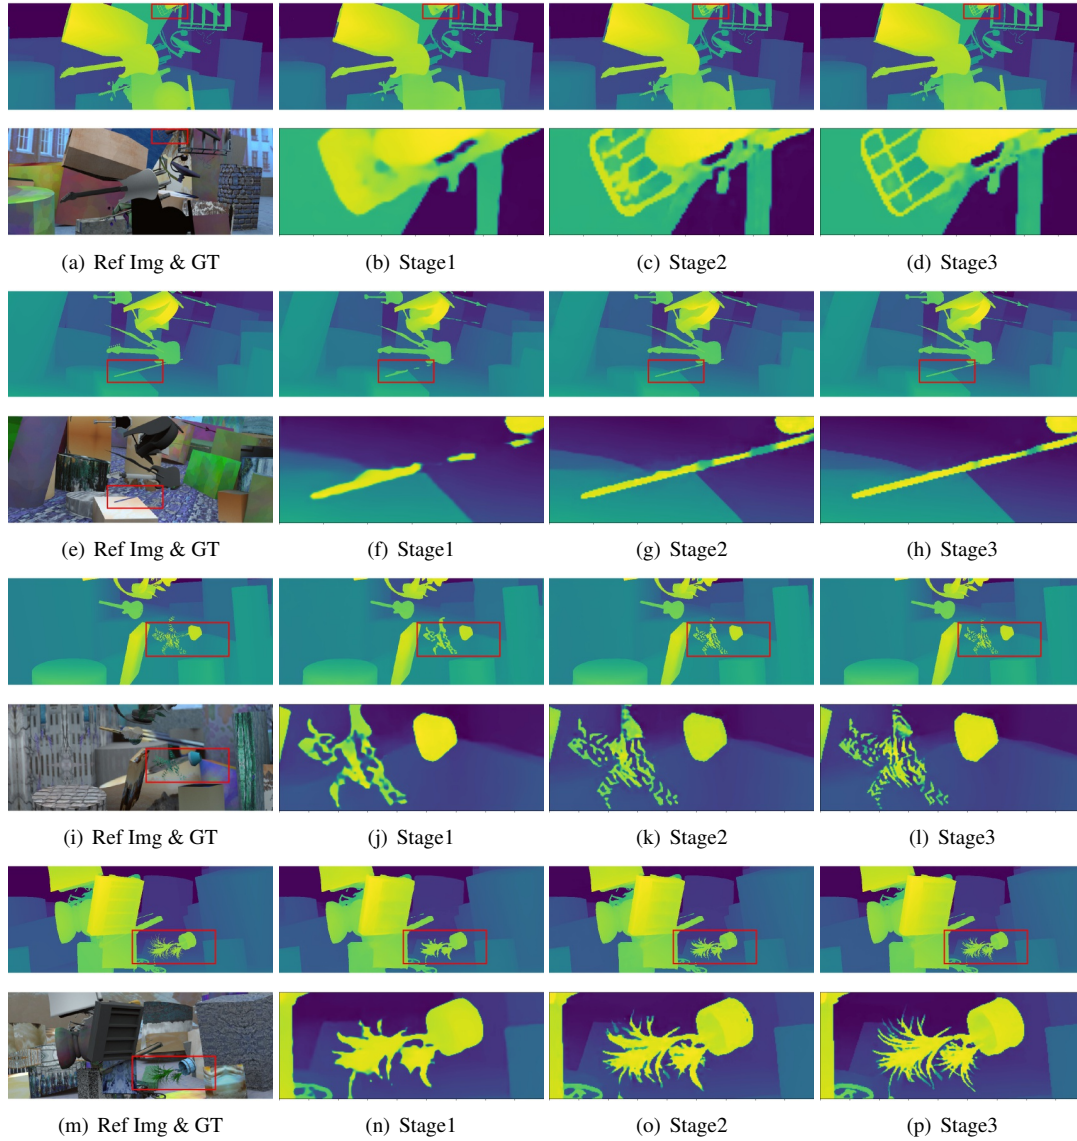 (a) Ref Img & GT (b) Stage1 (c) Stage2 (d) Stage3
(e) Ref Img & GT (f) Stage1 (g) Stage2 (h) Stage3
(i) Ref Img & GT (j) Stage1 (k) Stage2 (l) Stage3
(m) Ref Img & GT (n) Stage1 (o) Stage2 (p) Stage3